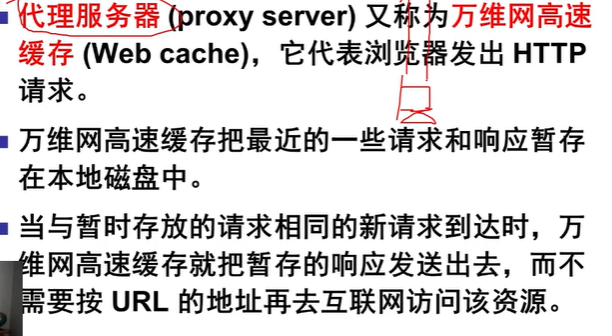 代理服务器 (proxy server) 又称为万维网高速
缓存 (Web cache)，它代表浏览器发出 HTTP
请求。
万维网高速缓存把最近的一些请求和响应暂存
在本地磁盘中。
当与暂时存放的请求相同的新请求到达时，万
维网高速缓存就把暂存的响应发送出去，而不
需要按 URL 的地址再去互联网访问该资源。